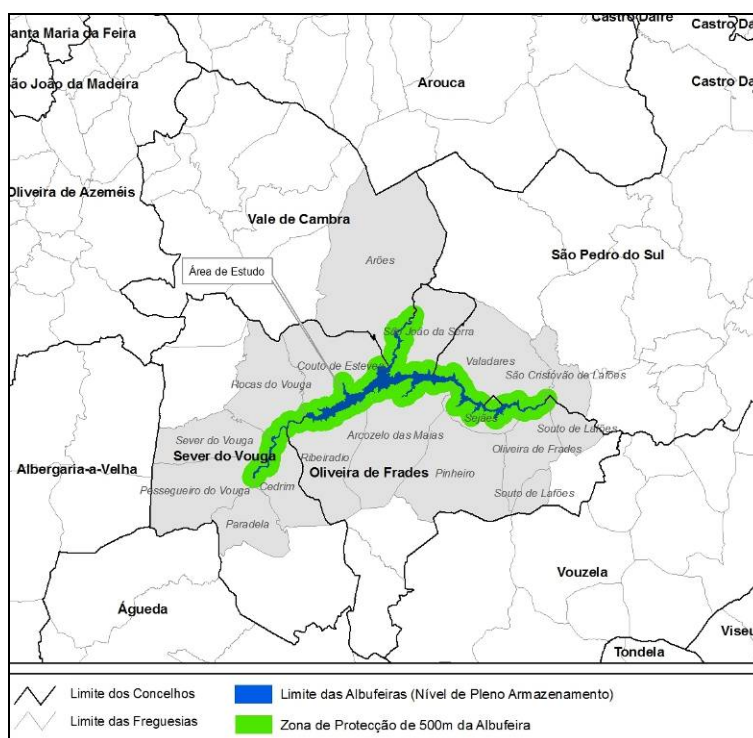 Castro Daire
Castro Da
Santa Maria da Feira
Arouca
São João da Madeira
Castro Da
Oliveira de Azeméis
Vale de Cambra
São Pedro do Sul
Arões
Área de Estudo
São João da Serra
Couto de Esteves
Valadares
São Cristóvão de Lafões
Rocas do Vouga
Sejães
Souto de Lafões
Sever do Vouga
Arcozelo das Maias
Sever do Vouga
Ribeiradio
Oliveira de Frades
Oliveira de Frades
Albergaria-a-Velha
Pinheiro
Pessegueiro do Vouga
Cedrim
Souto de Lafões
Paradela
Vouzela
Águeda
Viseu
Tondela
Limite dos Concelhos
Limite das Albufeiras (Nível de Pleno Armazenamento)
Limite das Freguesias
Zona de Protecção de 500m da Albufeira